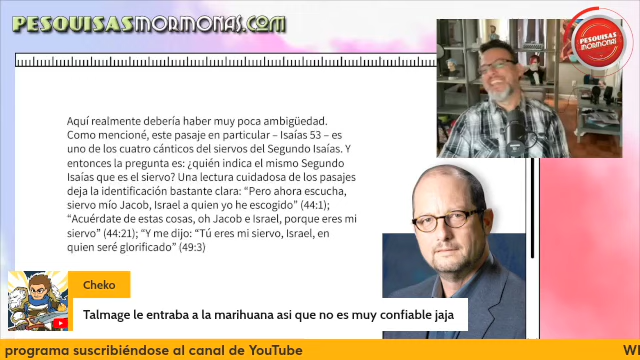 PESQUISASMORMONAS.COM
PESQUISAS
MORMONAS
Aquí realmente debería haber muy poca ambigüedad.
Como mencioné, este pasaje en particular – Isaías 53 – es
uno de los cuatro cánticos del siervos del Segundo Isaías. Y
entonces la pregunta es: ¿quién indica el mismo Segundo
Isaías que es el siervo? Una lectura cuidadosa de los pasajes
deja la identificación bastante clara: “Pero ahora escucha,
siervo mío Jacob, Israel a quien yo he escogido” (44:1);
“Acuérdate de estas cosas, oh Jacob e Israel, porque eres mi
siervo” (44:21); “Y me dijo: “Tú eres mi siervo, Israel, en
quien seré glorificado” (49:3)
Cheko
Talmage le entraba a la marihuana asi que no es muy confiable jaja
programa suscribiéndose al canal de YouTube